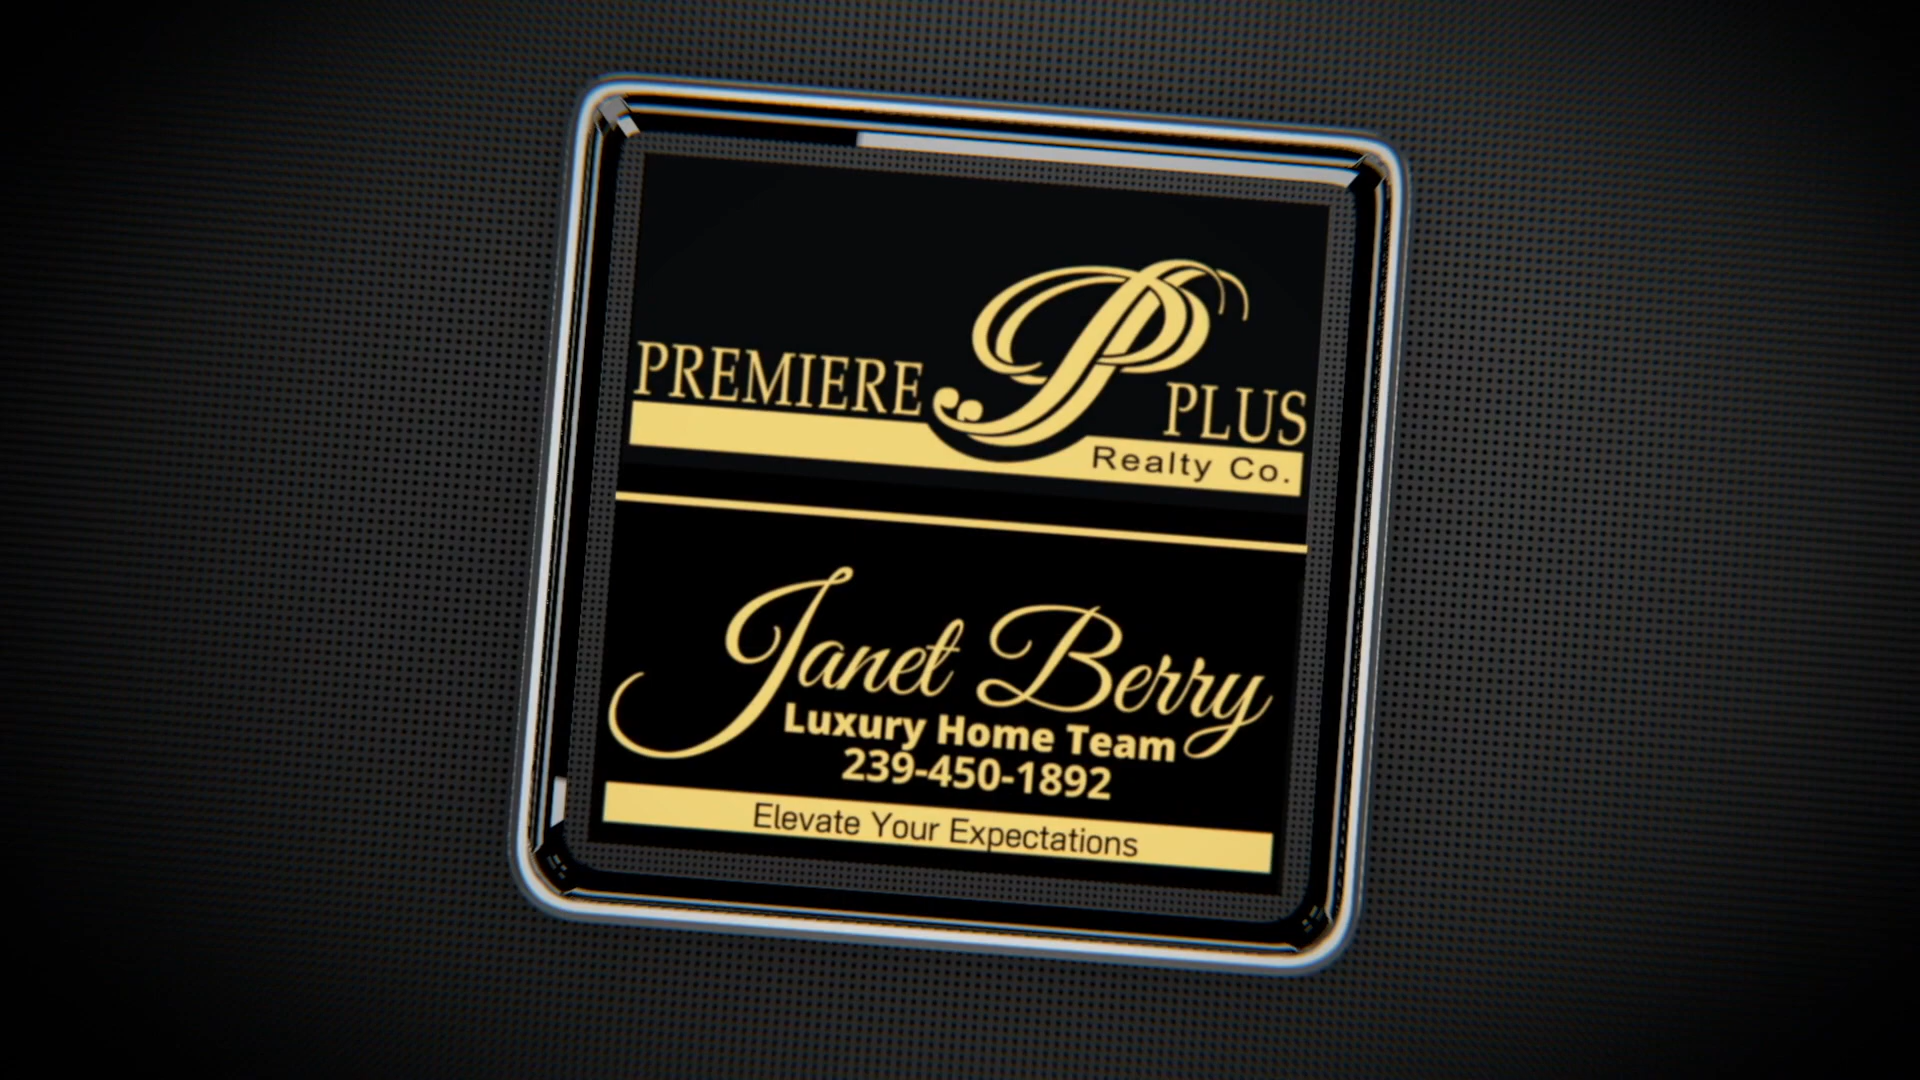 PREMIERE PLUS
Realty Co.
Janet Berry
Luxury Home Team
239-450-1892
Elevate Your Expectations